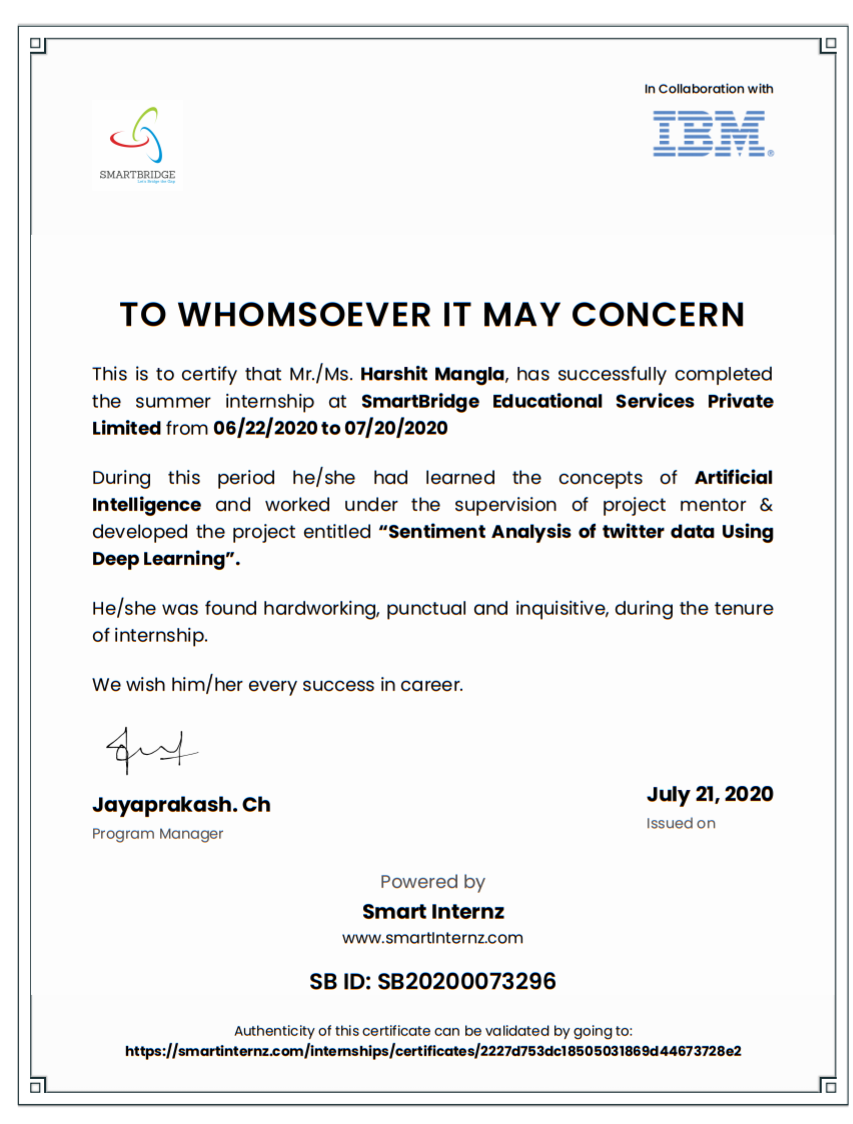 In Collaboration with
IBM®
SMARTBRIDGE
Let's Bridge the Gap
TO WHOMSOEVER IT MAY CONCERN
This is to certify that Mr./Ms. Harshit Mangla, has successfully completed
the summer internship at SmartBridge Educational Services Private
Limited from 06/22/2020 to 07/20/2020
During this period he/she had learned the concepts of Artificial
Intelligence and worked under the supervision of project mentor &
developed the project entitled “Sentiment Analysis of twitter data Using
Deep Learning”.
He/she was found hardworking, punctual and inquisitive, during the tenure
of internship.
We wish him/her every success in career.
Jayaprakash. Ch
Program Manager
July 21, 2020
Issued on
Powered by
Smart Internz
www.smartInternz.com
SB ID: SB20200073296
Authenticity of this certificate can be validated by going to:
https://smartinternz.com/internships/certificates/2227d753dc18505031869d44673728e2